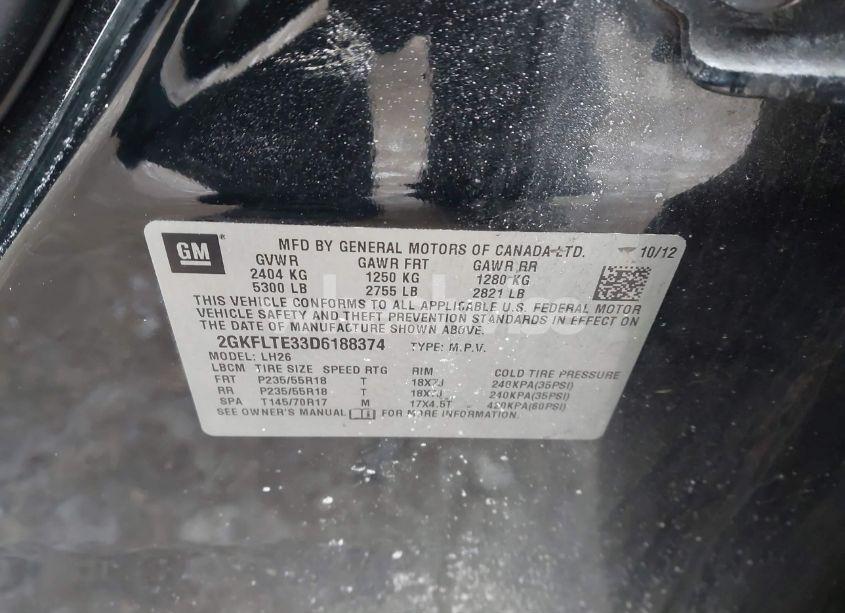 GM ® MFD BY GENERAL MOTORS OF CANADA LTD. 10/12
GVWR GAWR FRT GAWR RR
2404 KG 1250 KG 1280 KG
5300 LB 2755 LB 2821 LB
THIS VEHICLE CONFORMS TO ALL APPLICABLE U.S. FEDERAL MOTOR
VEHICLE SAFETY AND THEFT PREVENTION STANDARDS IN EFFECT ON
THE DATE OF MANUFACTURE SHOWN ABOVE.
2GKFLTE33D6188374 TYPE: M.P.V.
MODEL: LH26
LBCM TIRE SIZE SPEED RTG RIM COLD TIRE PRESSURE
FRT P235/55R18 T 18X7J 240KPA(35PSI)
RR P235/55R18 T 18X7J 240KPA(35PSI)
SPA T145/70R17 M 17X4.5T 420KPA(60PSI)
SEE OWNER'S MANUAL FOR MORE INFORMATION.